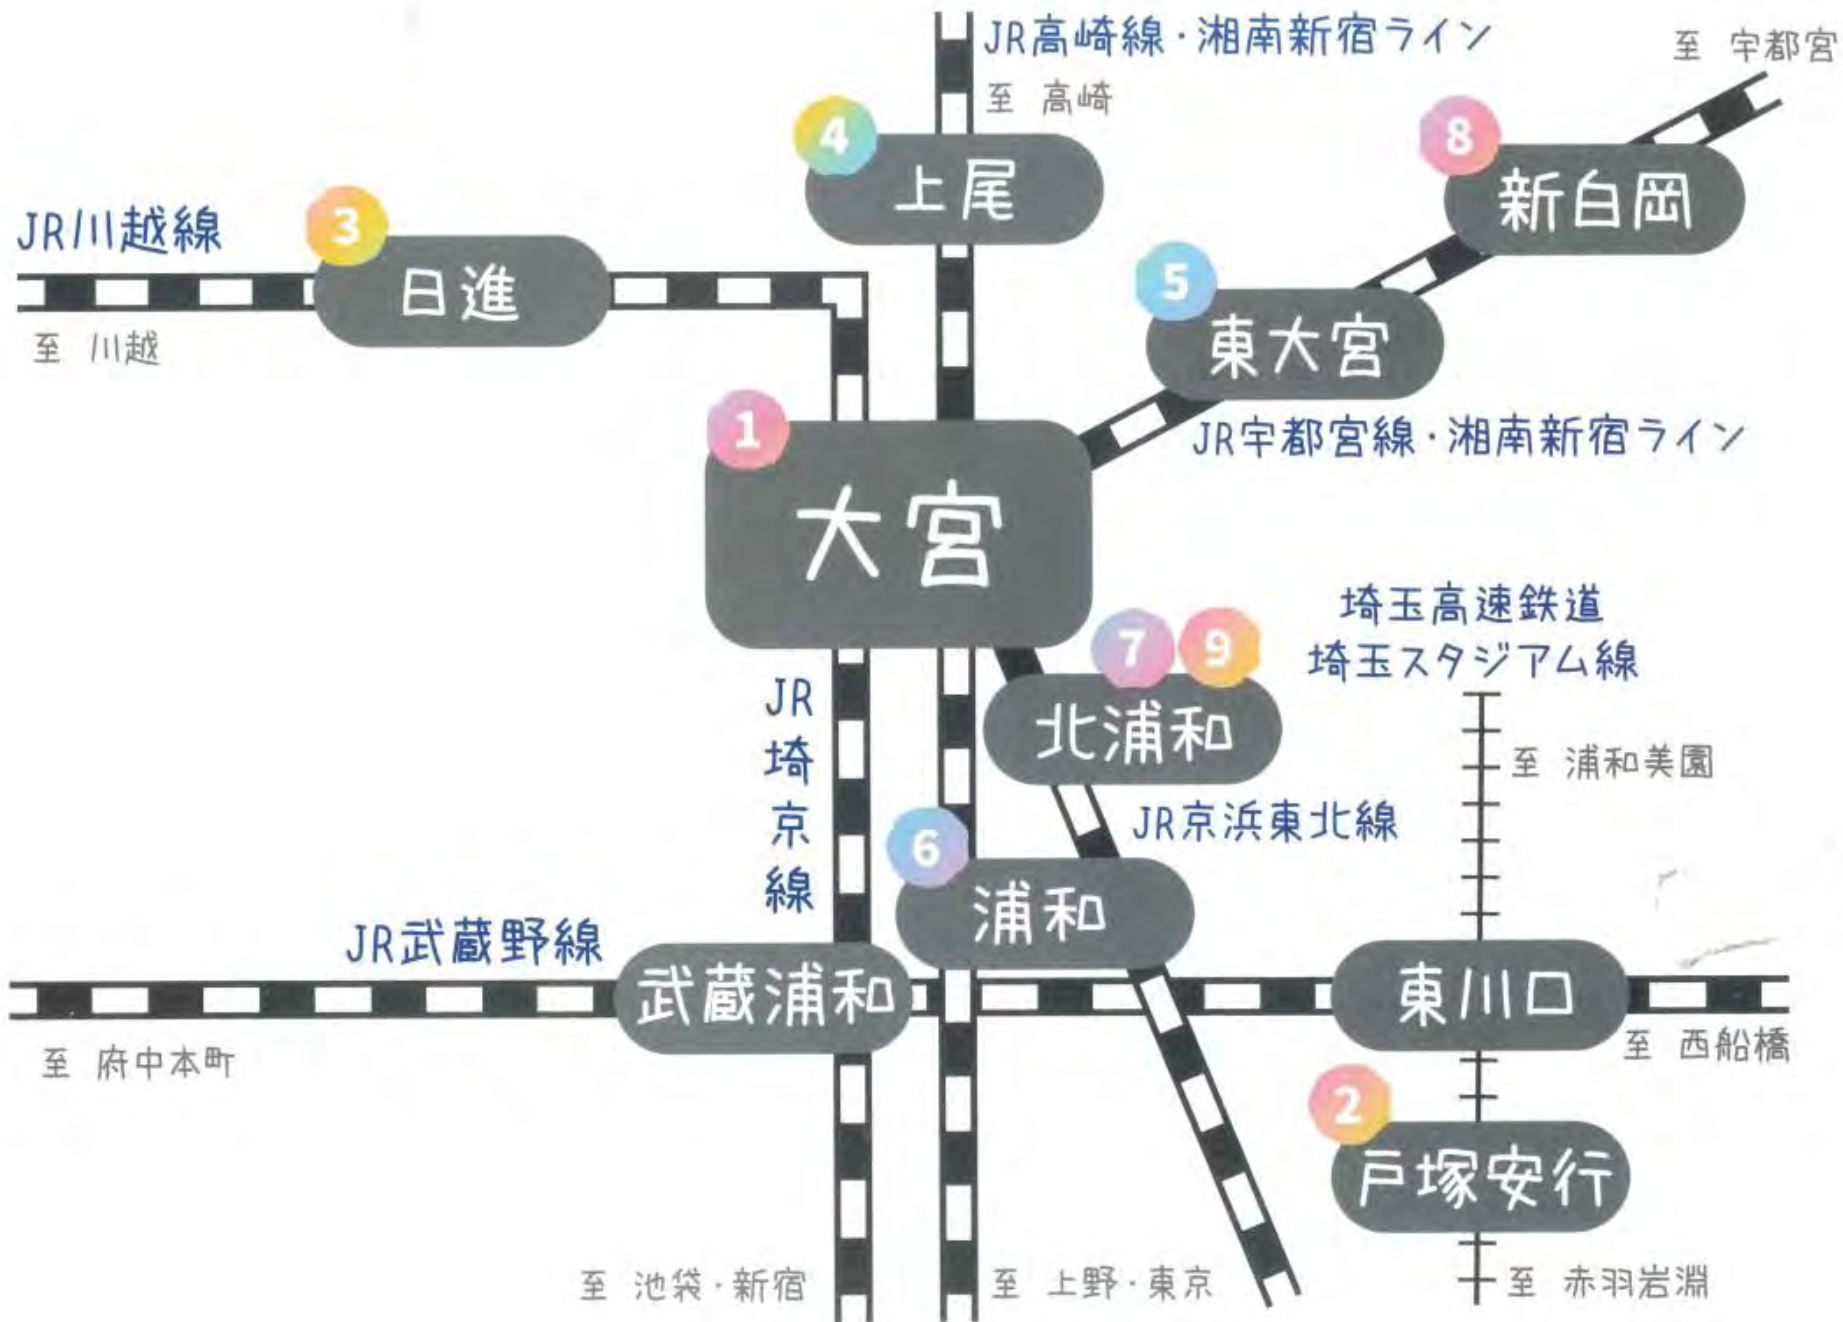 JR高崎線・湘南新宿ライン
至 高崎
至 宇都宮
4
上尾
8
新白岡
JR川越線
3
日進
至 川越
5
東大宮
JR宇都宮線・湘南新宿ライン
1
大宮
埼玉高速鉄道
埼玉スタジアム線
7 9
北浦和
至 浦和美園
JR埼京線
JR京浜東北線
6
浦和
JR武蔵野線
武蔵浦和
東川口
至 府中本町
至 西船橋
2
戸塚安行
至 池袋・新宿
至 上野・東京
至 赤羽岩淵